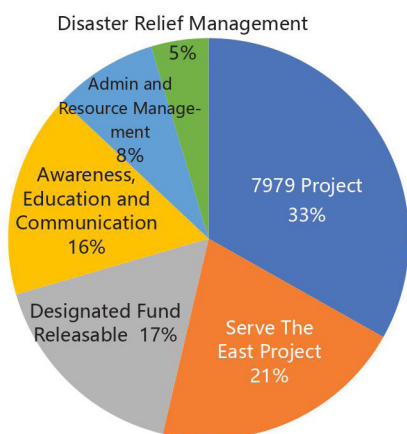 Disaster Relief Management
5%
Admin and
Resource Manage-
ment
8%
Awareness,
Education and
Communication
16%
7979 Project
33%
Designated Fund
Releasable 17%
Serve The
East Project
21%